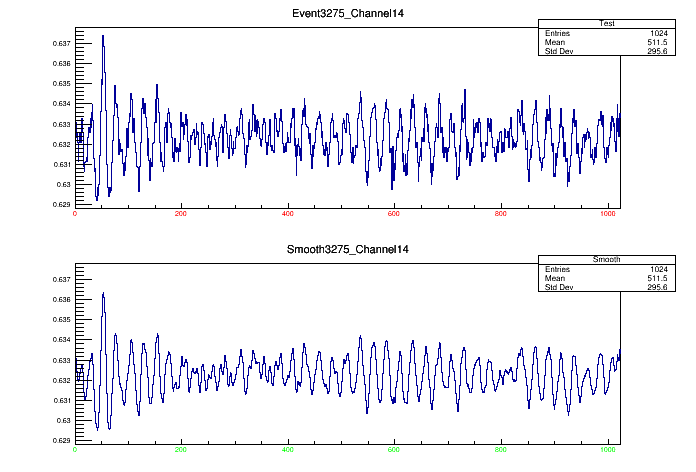 Event3275_Channel14
Test
Entries 1024
Mean 511.5
Std Dev 295.6
0.637
0.636
0.635
0.634
0.633
0.632
0.631
0.63
0.629
0 200 400 600 800 1000
Smooth3275_Channel14
Smooth
Entries 1024
Mean 511.5
Std Dev 295.6
0.637
0.636
0.635
0.634
0.633
0.632
0.631
0.63
0.629
0 200 400 600 800 1000